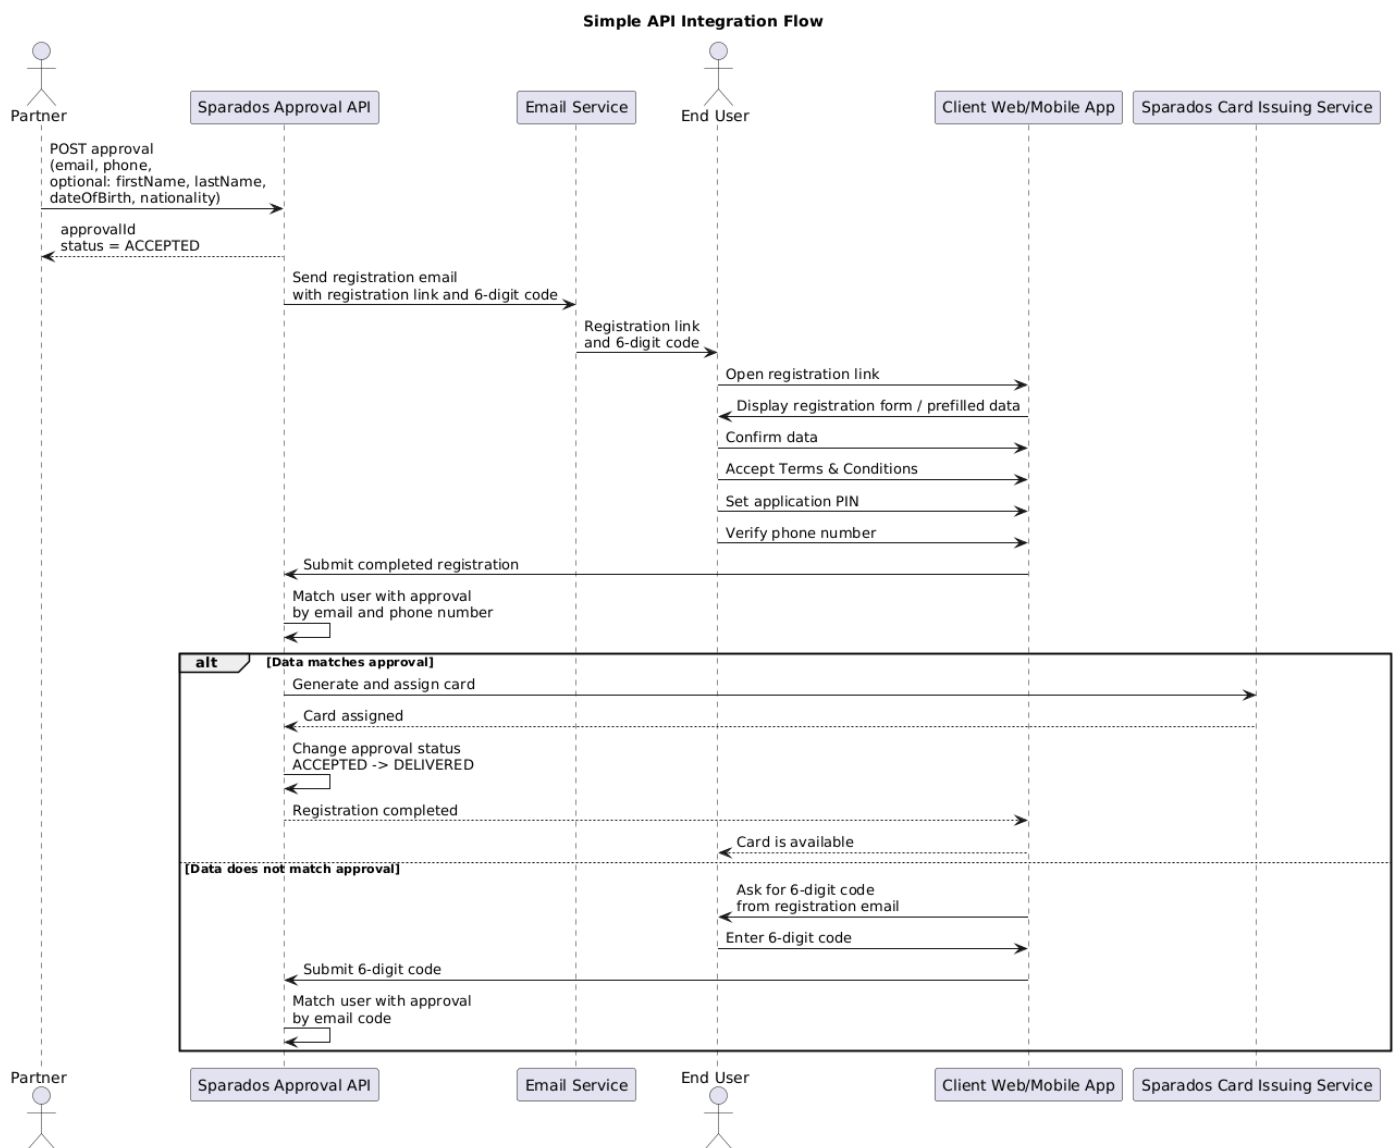 Simple API Integration Flow
Partner
Sparados Approval API
Email Service
End User
Client Web/Mobile App
Sparados Card Issuing Service
POST approval
(email, phone,
optional: firstName, lastName,
dateOfBirth, nationality)
approvalId
status = ACCEPTED
Send registration email
with registration link and 6-digit code
Registration link
and 6-digit code
Open registration link
Display registration form / prefilled data
Confirm data
Accept Terms & Conditions
Set application PIN
Verify phone number
Submit completed registration
Match user with approval
by email and phone number
alt
[Data matches approval]
Generate and assign card
Card assigned
Change approval status
ACCEPTED -> DELIVERED
Registration completed
Card is available
[Data does not match approval]
Ask for 6-digit code
from registration email
Enter 6-digit code
Submit 6-digit code
Match user with approval
by email code
Partner
Sparados Approval API
Email Service
End User
Client Web/Mobile App
Sparados Card Issuing Service